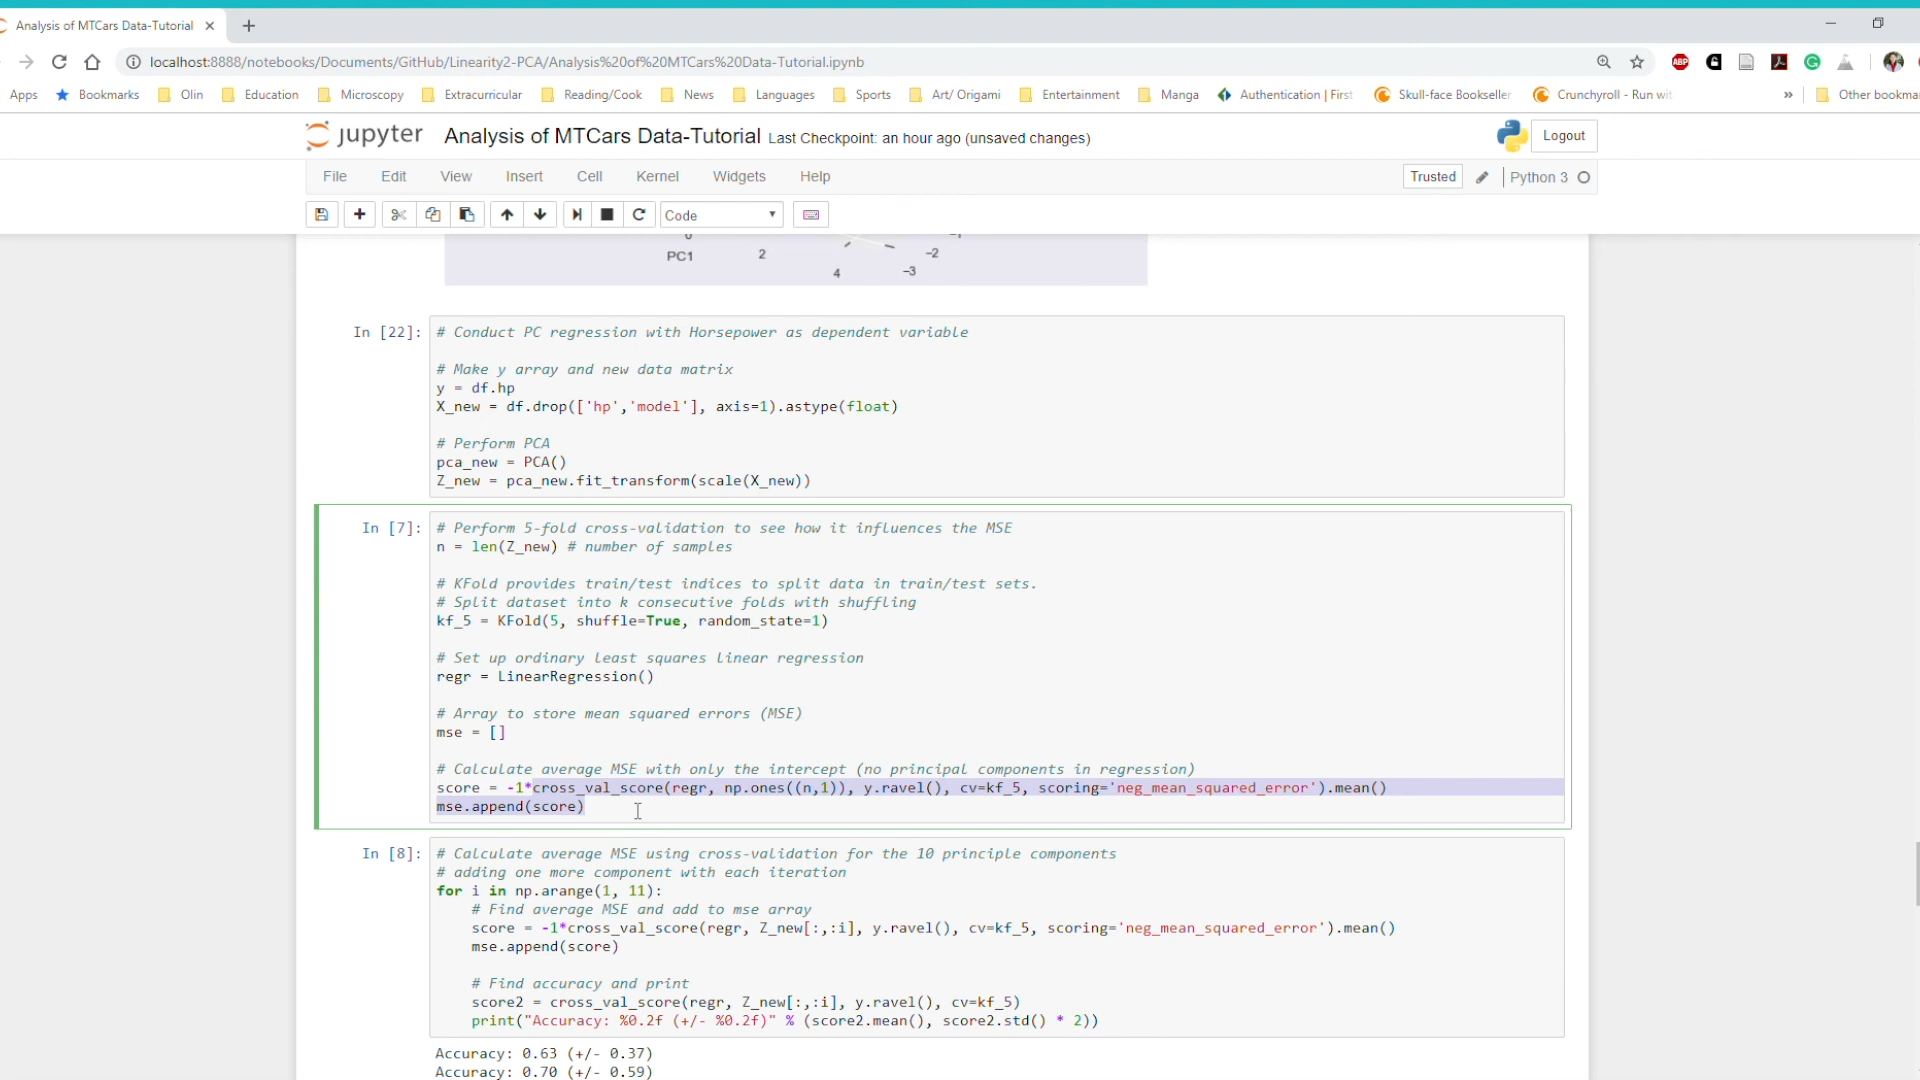 Analysis of MTCars Data-Tutorial
localhost:8888/notebooks/Documents/GitHub/Linearity2-PCA/Analysis%20of%20MTCars%20Data-Tutorial.ipynb
ABP
Apps Bookmarks Olin Education Microscopy Extracurricular Reading/Cook News Languages Sports Art/ Origami Entertainment Manga Authentication | First Skull-face Bookseller Crunchyroll - Run wit » Other bookma
jupyter Analysis of MTCars Data-Tutorial Last Checkpoint: an hour ago (unsaved changes) Logout
File Edit View Insert Cell Kernel Widgets Help Trusted Python 3
Code
0 -1
PC1 2 -2
4 -3
In [22]: # Conduct PC regression with Horsepower as dependent variable
# Make y array and new data matrix
y = df.hp
X_new = df.drop(['hp','model'], axis=1).astype(float)
# Perform PCA
pca_new = PCA()
Z_new = pca_new.fit_transform(scale(X_new))
In [7]: # Perform 5-fold cross-validation to see how it influences the MSE
n = len(Z_new) # number of samples
# KFold provides train/test indices to split data in train/test sets.
# Split dataset into k consecutive folds with shuffling
kf_5 = KFold(5, shuffle=True, random_state=1)
# Set up ordinary least squares linear regression
regr = LinearRegression()
# Array to store mean squared errors (MSE)
mse = []
# Calculate average MSE with only the intercept (no principal components in regression)
score = -1*cross_val_score(regr, np.ones((n,1)), y.ravel(), cv=kf_5, scoring='neg_mean_squared_error').mean()
mse.append(score)
In [8]: # Calculate average MSE using cross-validation for the 10 principle components
# adding one more component with each iteration
for i in np.arange(1, 11):
# Find average MSE and add to mse array
score = -1*cross_val_score(regr, Z_new[:,:i], y.ravel(), cv=kf_5, scoring='neg_mean_squared_error').mean()
mse.append(score)
# Find accuracy and print
score2 = cross_val_score(regr, Z_new[:,:i], y.ravel(), cv=kf_5)
print("Accuracy: %0.2f (+/- %0.2f)" % (score2.mean(), score2.std() * 2))
Accuracy: 0.63 (+/- 0.37)
Accuracy: 0.70 (+/- 0.59)